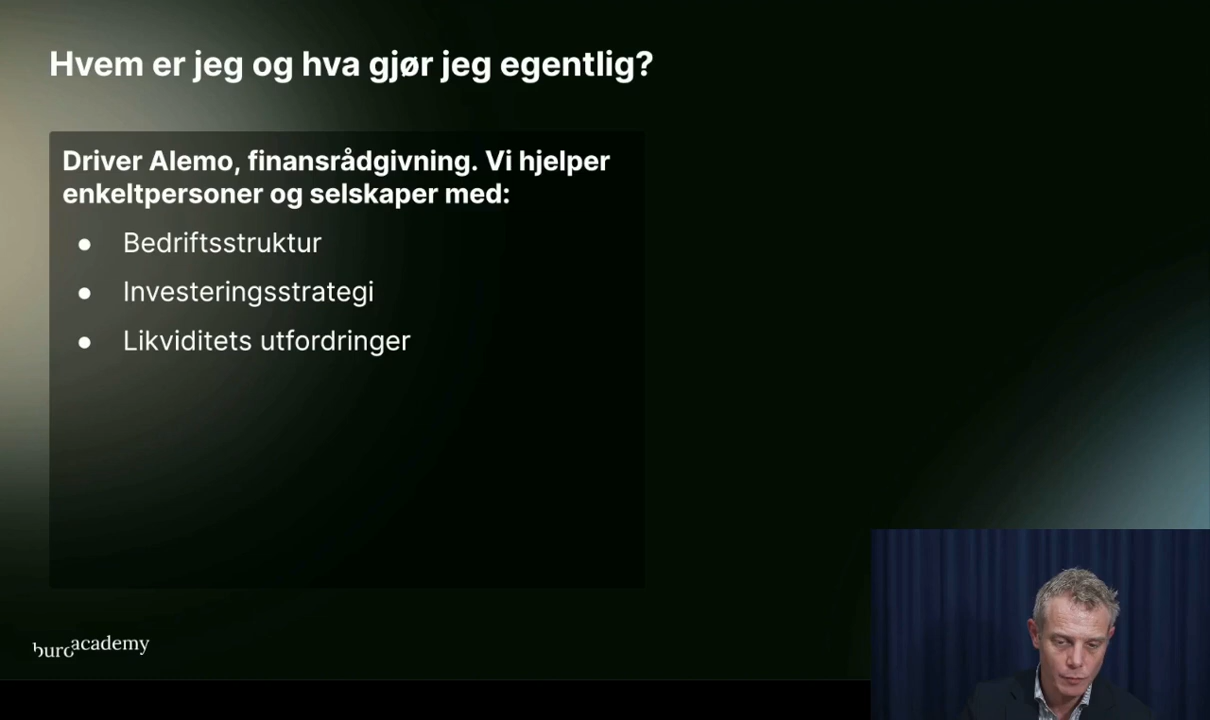 Hvem er jeg og hva gjør jeg egentlig?
Driver Alemo, finansrådgivning. Vi hjelper
enkeltpersoner og selskaper med:
● Bedriftsstruktur
● Investeringsstrategi
● Likviditets utfordringer
buroacademy